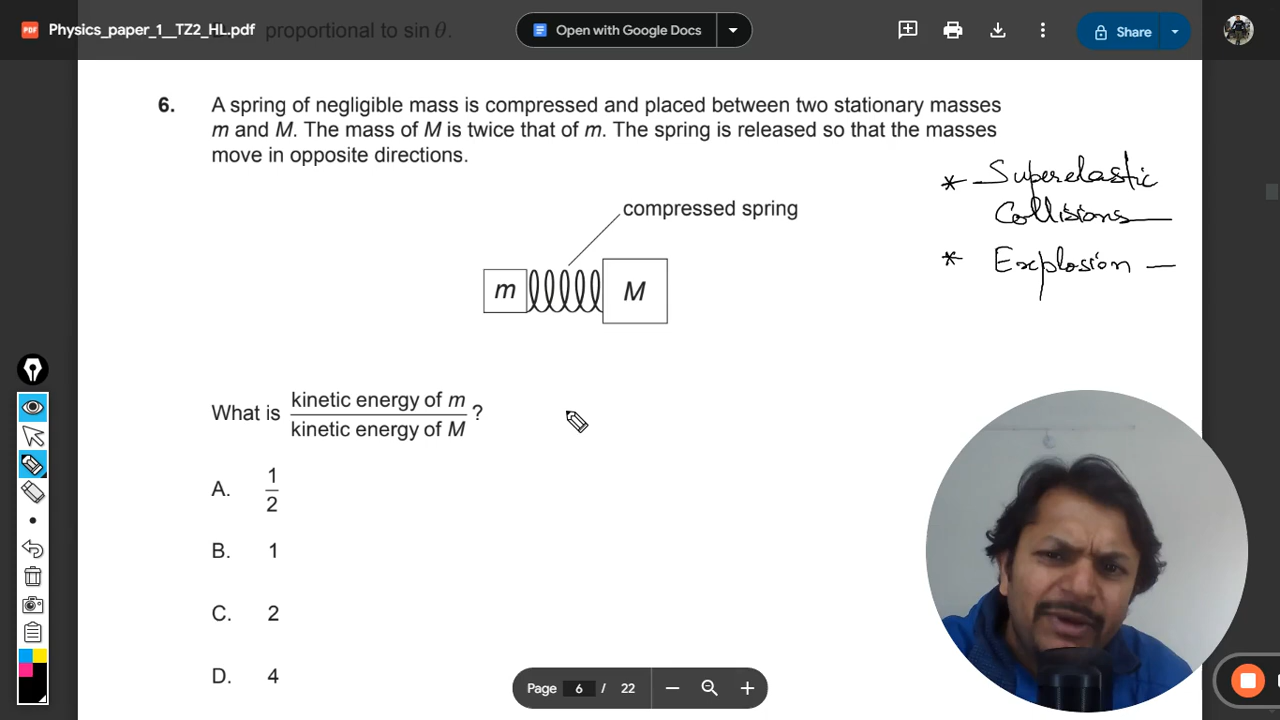 Physics_paper_1__TZ2_HL.pdf
proportional to sin θ.
Open with Google Docs
Share
6. A spring of negligible mass is compressed and placed between two stationary masses
m and M. The mass of M is twice that of m. The spring is released so that the masses
move in opposite directions.
* Superelastic
Collisions
* Explosion
compressed spring
m
M
What is kinetic energy of m / kinetic energy of M ?
A. 1/2
B. 1
C. 2
D. 4
Page 6 / 22